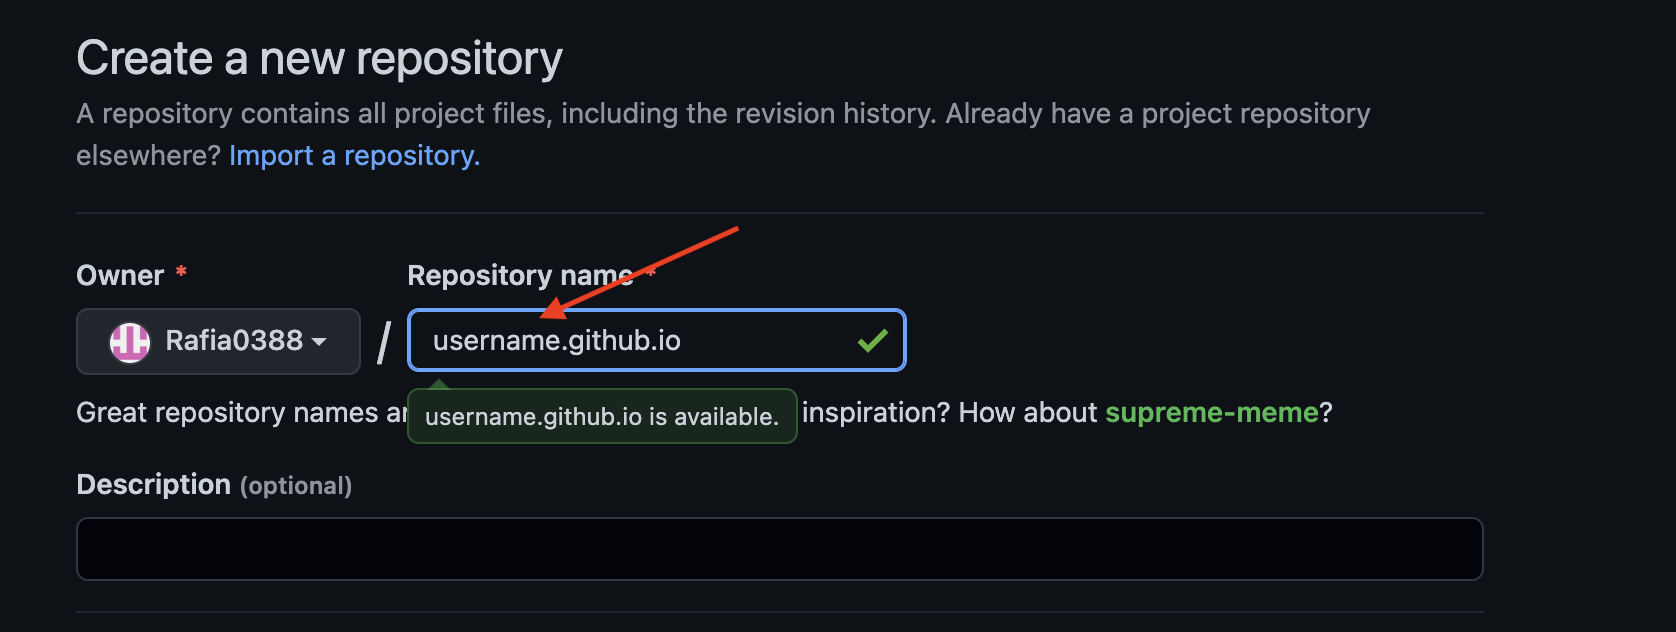 Create a new repository
A repository contains all project files, including the revision history. Already have a project repository
elsewhere? Import a repository.
Owner *
Repository name *
Rafia0388
/
username.github.io
Great repository names
username.github.io is available.
inspiration? How about supreme-meme?
Description (optional)